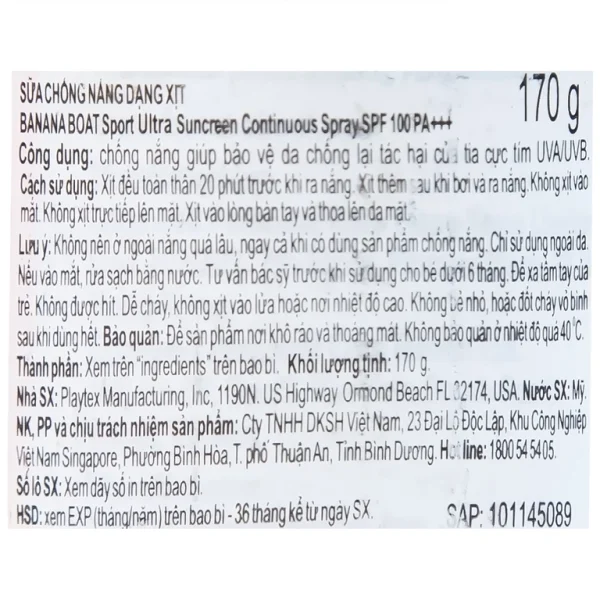 SỮA CHỐNG NẮNG DẠNG XỊT
170 g
BANANA BOAT Sport Ultra Suncreen Continuous Spray SPF 100 PA+++
Công dụng: chống nắng giúp bảo vệ da chống lại tác hại của tia cực tím UVA/UVB.
Cách sử dụng: Xịt đều toàn thân 20 phút trước khi ra nắng. Xịt thêm sau khi bơi và ra nắng. Không xịt vào
mắt. Không xịt trực tiếp lên mặt. Xịt vào lòng bàn tay và thoa lên da mặt.
Lưu ý: Không nên ở ngoài nắng quá lâu, ngay cả khi có dùng sản phẩm chống nắng. Chỉ sử dụng ngoài da.
Nếu vào mắt, rửa sạch bằng nước. Tư vấn bác sỹ trước khi sử dụng cho bé dưới 6 tháng. Để xa tầm tay của
trẻ. Không được hít. Dễ cháy, không xịt vào lửa hoặc nơi nhiệt độ cao. Không bẻ nhỏ, hoặc đốt cháy vỏ bình
sau khi dùng hết. Bảo quản: Để sản phẩm nơi khô ráo và thoáng mát. Không bảo quản ở nhiệt độ quá 40°C.
Thành phần: Xem trên "ingredients" trên bao bì. Khối lượng tịnh: 170 g.
Nhà SX: Playtex Manufacturing, Inc, 1190N. US Highway Ormond Beach FL 32174, USA. Nước SX: Mỹ.
NK, PP và chịu trách nhiệm sản phẩm: Cty TNHH DKSH Việt Nam, 23 Đại Lộ Độc Lập, Khu Công Nghiệp
Việt Nam Singapore, Phường Bình Hòa, T. phố Thuận An, Tỉnh Bình Dương. Hotline: 1800 54 54 05.
Số lô SX: Xem dãy số in trên bao bì.
HSD: xem EXP (tháng/năm) trên bao bì - 36 tháng kể từ ngày SX.
SAP: 101145089